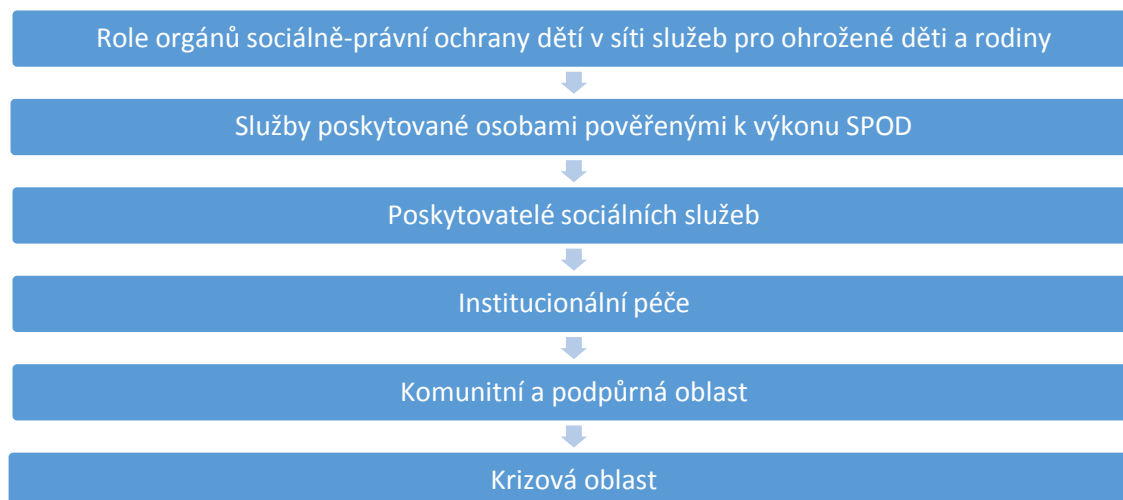 Role orgánů sociálně-právní ochrany dětí v síti služeb pro ohrožené děti a rodiny
Služby poskytované osobami pověřenými k výkonu SPOD
Poskytovatelé sociálních služeb
Institucionální péče
Komunitní a podpůrná oblast
Krizová oblast